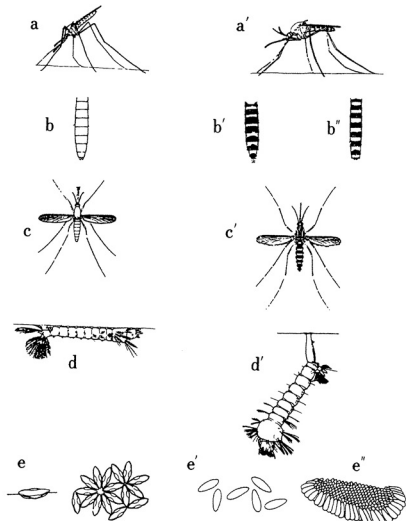 a a′
b b′ b″
c c′
d d′
e e′ e″